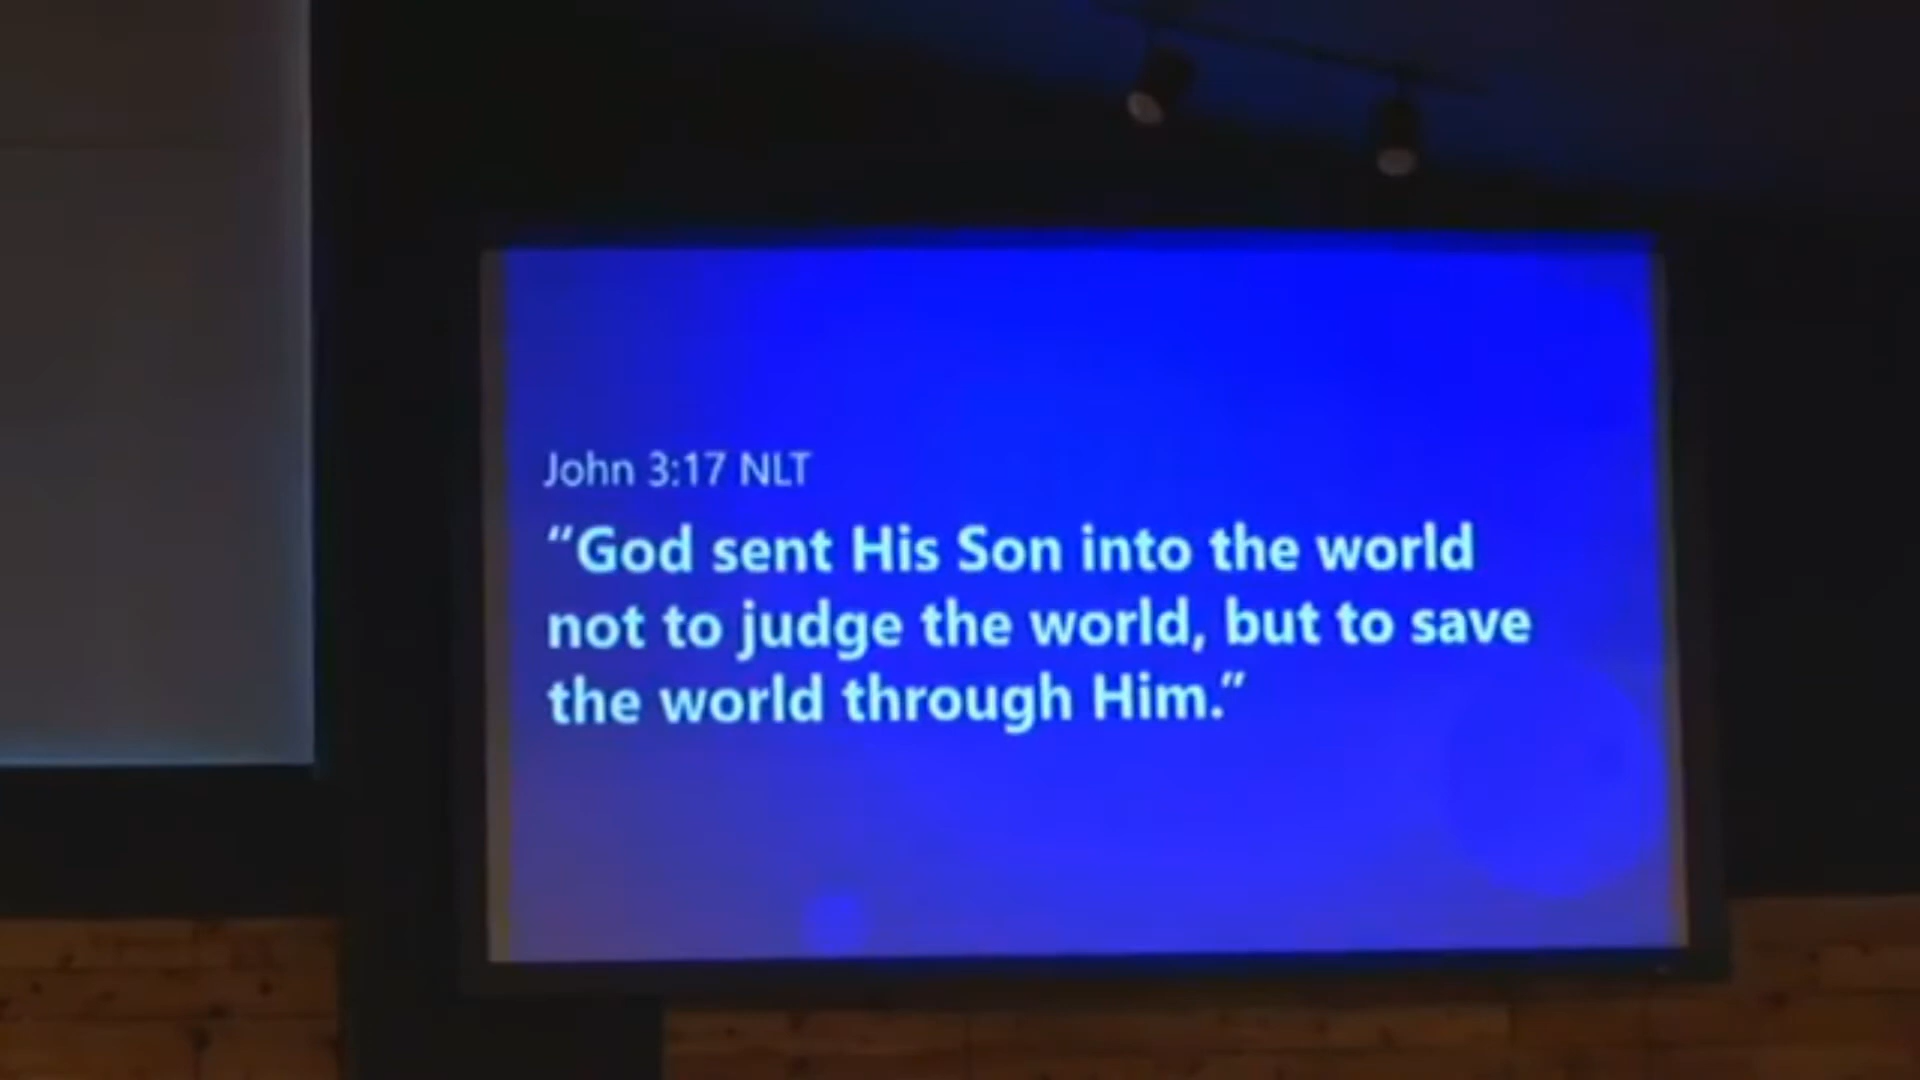 John 3:17 NLT
“God sent His Son into the world
not to judge the world, but to save
the world through Him.”